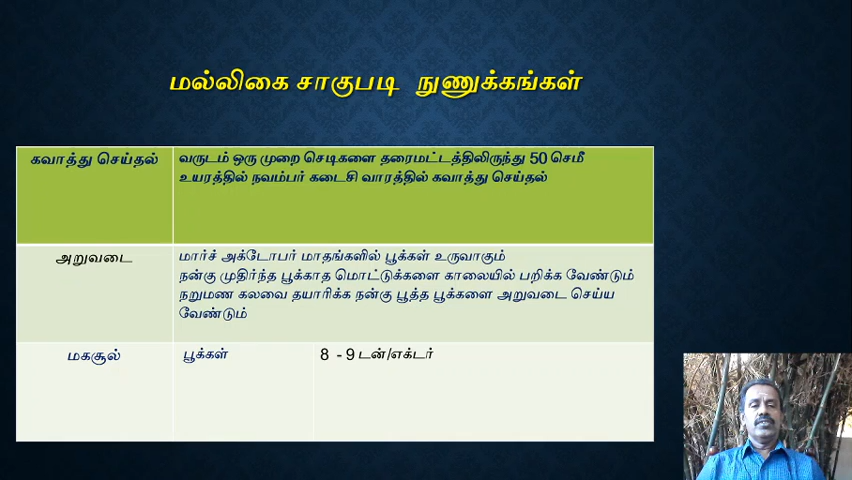 மல்லிகை சாகுபடி நுணுக்கங்கள்
கவாத்து செய்தல்
வருடம் ஒரு முறை செடிகளை தரைமட்டத்திலிருந்து 50 செமீ
உயரத்தில் நவம்பர் கடைசி வாரத்தில் கவாத்து செய்தல்
அறுவடை
மார்ச் அக்டோபர் மாதங்களில் பூக்கள் உருவாகும்
நன்கு முதிர்ந்த பூக்காத மொட்டுக்களை காலையில் பறிக்க வேண்டும்
நறுமண கலவை தயாரிக்க நன்கு பூத்த பூக்களை அறுவடை செய்ய
வேண்டும்
மகசூல்
பூக்கள்
8 - 9 டன்/எக்டர்